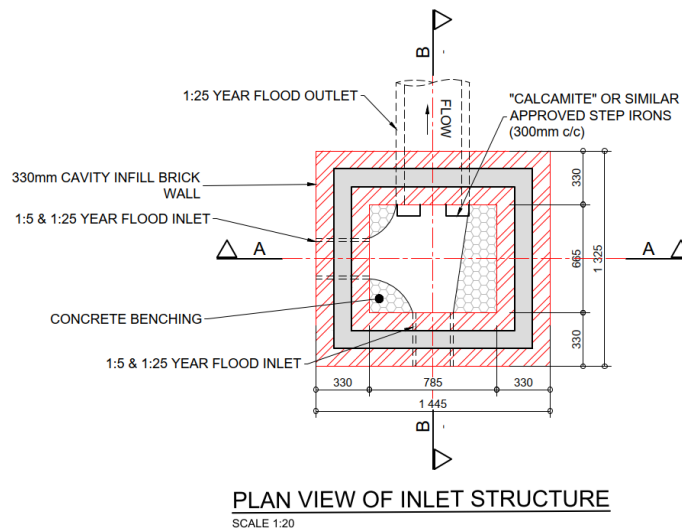 B
1:25 YEAR FLOOD OUTLET
FLOW
"CALCAMITE" OR SIMILAR
APPROVED STEP IRONS
(300mm c/c)
330mm CAVITY INFILL BRICK
WALL
1:5 & 1:25 YEAR FLOOD INLET
A
A
330
665
1 325
330
CONCRETE BENCHING
1:5 & 1:25 YEAR FLOOD INLET
330
785
330
1 445
B
PLAN VIEW OF INLET STRUCTURE
SCALE 1:20